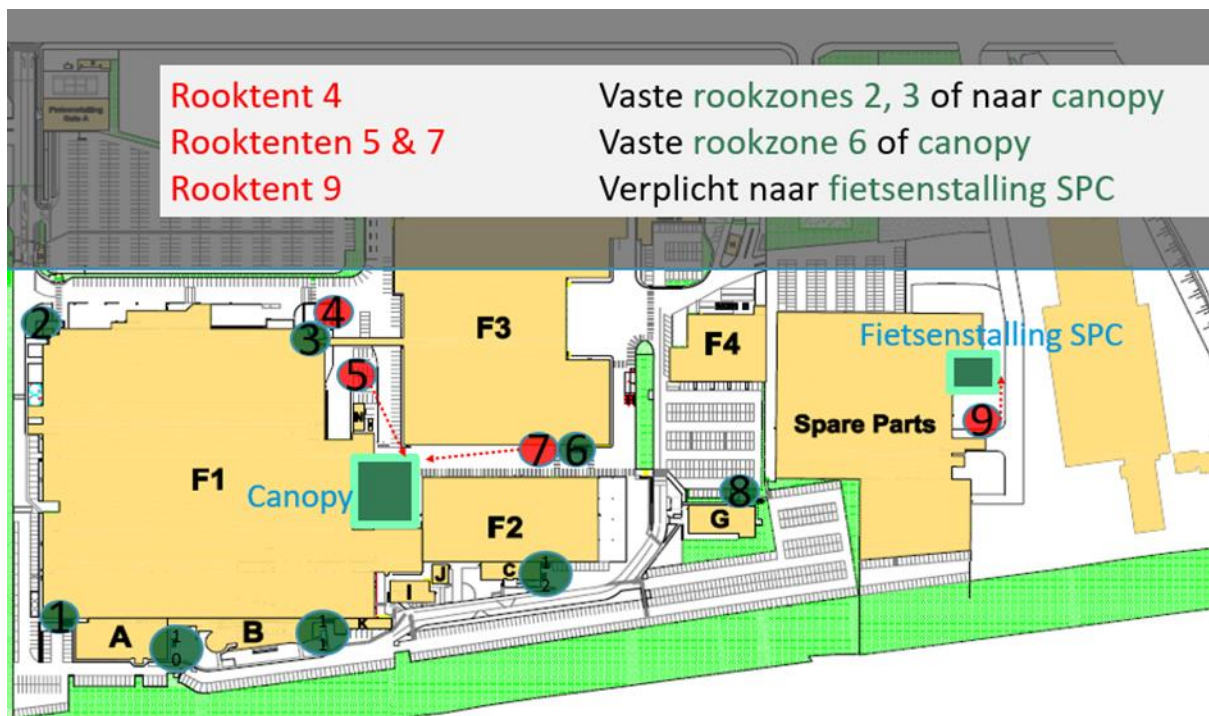 Fietsenstalling
Gate A
Rooktent 4
Vaste rookzones 2, 3 of naar canopy
Rooktenten 5 & 7
Vaste rookzone 6 of canopy
Rooktent 9
Verplicht naar fietsenstalling SPC
2
4
3
F3
F4
Fietsenstalling SPC
5
N
9
Spare Parts
7
6
F1
Canopy
8
G
F2
J
C
12
I
1
A
10
B
11
K